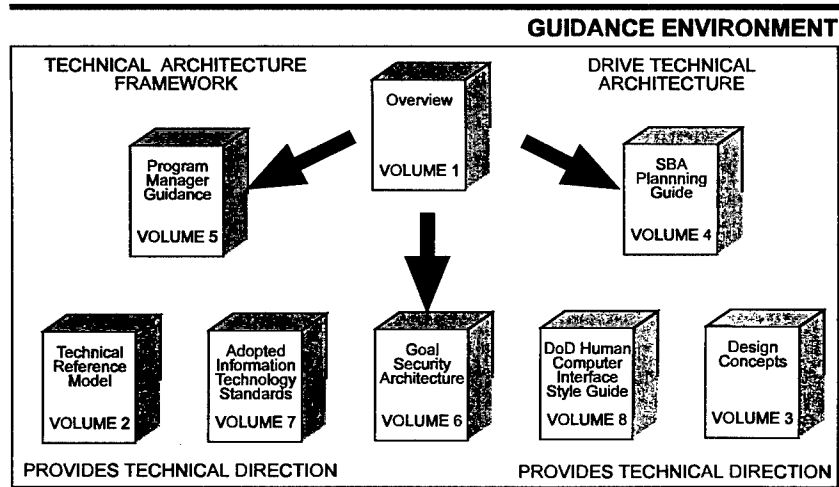 GUIDANCE ENVIRONMENT
TECHNICAL ARCHITECTURE
FRAMEWORK
DRIVE TECHNICAL
ARCHITECTURE
Overview
VOLUME 1
Program
Manager
Guidance
VOLUME 5
SBA
Plannning
Guide
VOLUME 4
Technical
Reference
Model
VOLUME 2
Adopted
Information
Technology
Standards
VOLUME 7
Goal
Security
Architecture
VOLUME 6
DoD Human
Computer
Interface
Style Guide
VOLUME 8
Design
Concepts
VOLUME 3
PROVIDES TECHNICAL DIRECTION
PROVIDES TECHNICAL DIRECTION